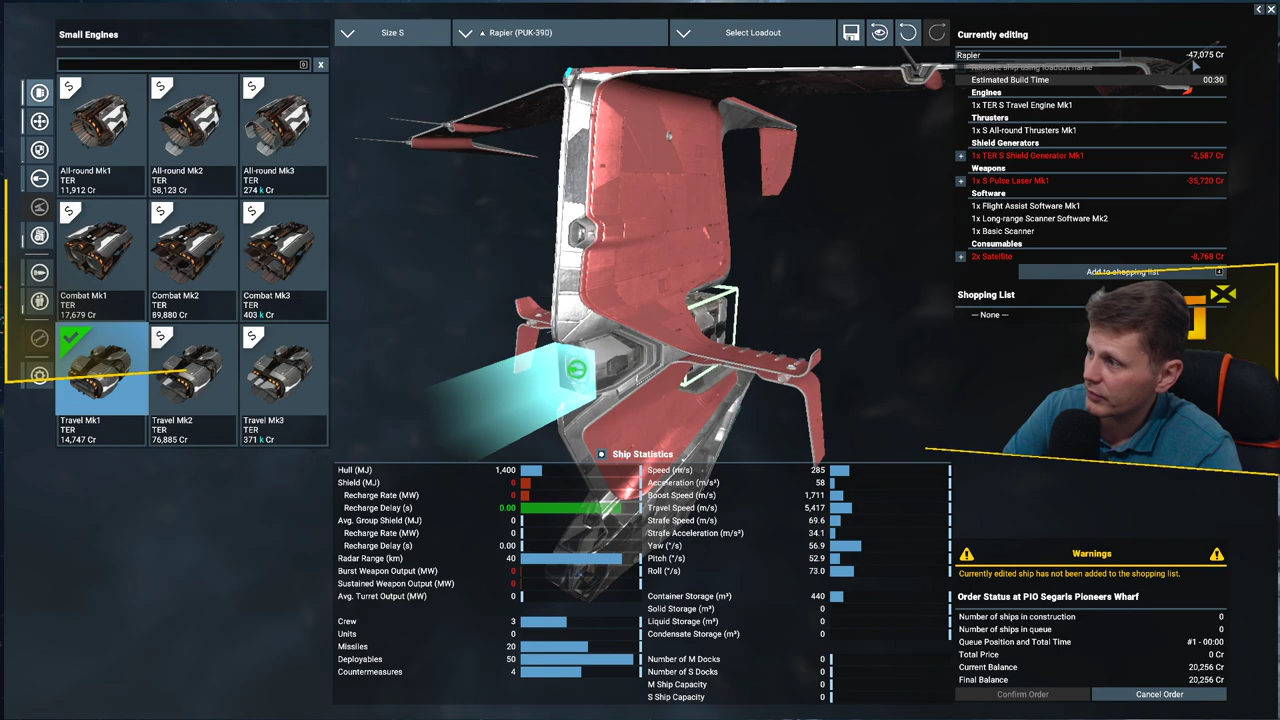 Small Engines
Size S
Rapier (PUK-390)
Select Loadout
x
All-round Mk1
TER
11,912 Cr
All-round Mk2
TER
58,123 Cr
All-round Mk3
TER
274 k Cr
Combat Mk1
TER
17,679 Cr
Combat Mk2
TER
89,880 Cr
Combat Mk3
TER
403 k Cr
Travel Mk1
TER
14,747 Cr
Travel Mk2
TER
76,885 Cr
Travel Mk3
TER
371 k Cr
Ship Statistics
Hull (MJ) 1,400
Shield (MJ) 0
Recharge Rate (MW) 0
Recharge Delay (s) 0.00
Avg. Group Shield (MJ) 0
Recharge Rate (MW) 0
Recharge Delay (s) 0.00
Radar Range (km) 40
Burst Weapon Output (MW) 0
Sustained Weapon Output (MW) 0
Avg. Turret Output (MW) 0
Crew 3
Units 0
Missiles 20
Deployables 50
Countermeasures 4
Speed (m/s) 285
Acceleration (m/s²) 58
Boost Speed (m/s) 1,711
Travel Speed (m/s) 5,417
Strafe Speed (m/s) 69.6
Strafe Acceleration (m/s²) 34.1
Yaw (°/s) 56.9
Pitch (°/s) 52.9
Roll (°/s) 73.0
Container Storage (m³) 440
Solid Storage (m³) 0
Liquid Storage (m³) 0
Condensate Storage (m³) 0
Number of M Docks 0
Number of S Docks 0
M Ship Capacity 0
S Ship Capacity 0
Currently editing
Rapier -47,075 Cr
Rename ship using loadout name
Estimated Build Time 00:30
Engines
1x TER S Travel Engine Mk1
Thrusters
1x S All-round Thrusters Mk1
Shield Generators
1x TER S Shield Generator Mk1 -2,587 Cr
Weapons
1x S Pulse Laser Mk1 -35,720 Cr
Software
1x Flight Assist Software Mk1
1x Long-range Scanner Software Mk2
1x Basic Scanner
Consumables
2x Satellite -8,768 Cr
Add to shopping list
Shopping List
— None —
Warnings
Currently edited ship has not been added to the shopping list.
Order Status at PIO Segaris Pioneers Wharf
Number of ships in construction 0
Number of ships in queue 0
Queue Position and Total Time #1 - 00:00
Total Price 0 Cr
Current Balance 20,256 Cr
Final Balance 20,256 Cr
Confirm Order
Cancel Order